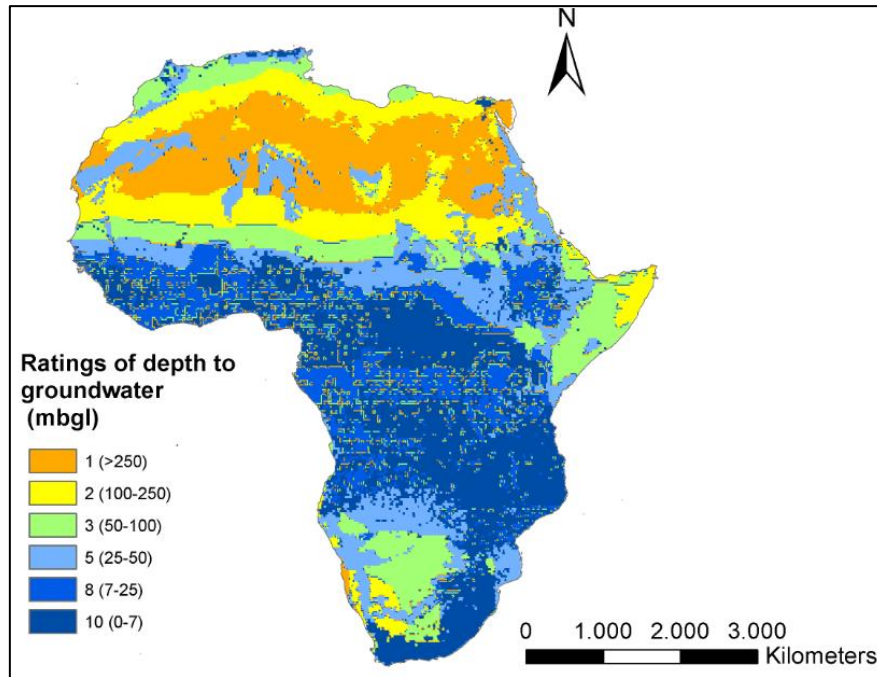 N
Ratings of depth to
groundwater
(mbgl)
1 (>250)
2 (100-250)
3 (50-100)
5 (25-50)
8 (7-25)
10 (0-7)
0 1.000 2.000 3.000
Kilometers